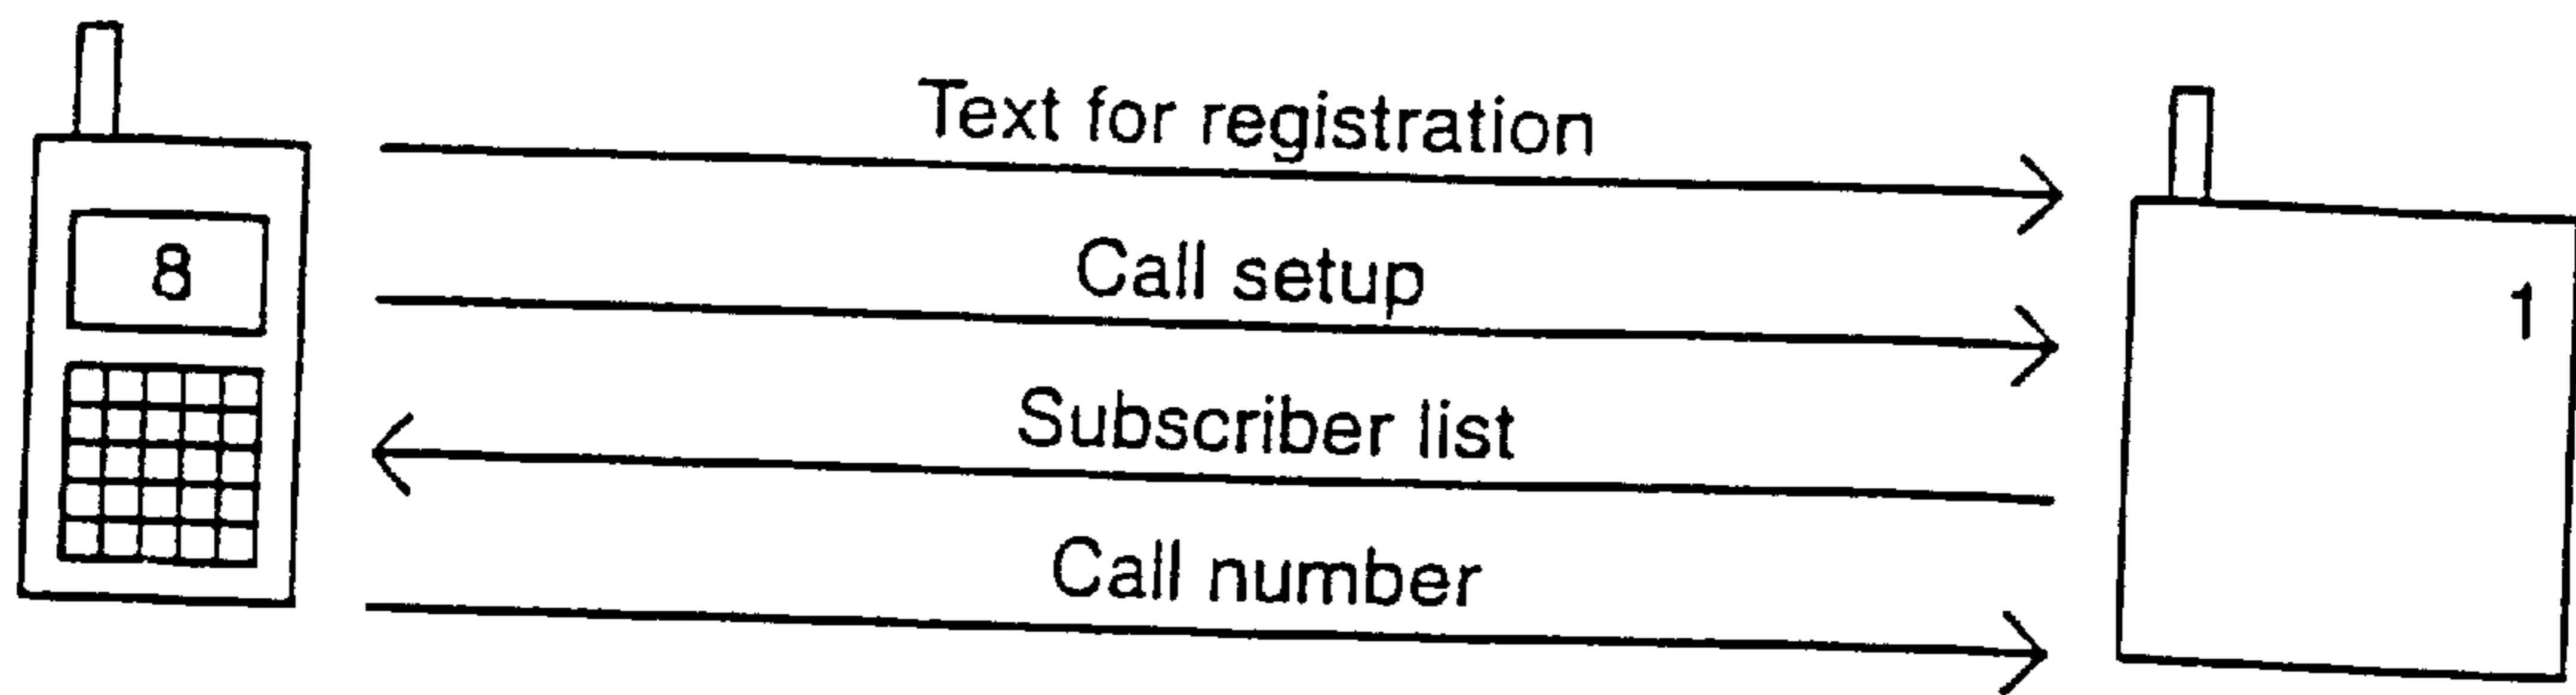 Text for registration
8
Call setup
1
Subscriber list
Call number